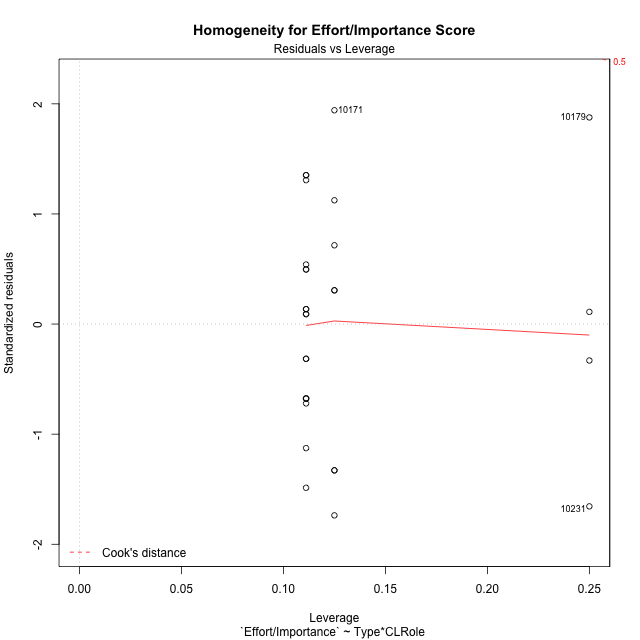 Homogeneity for Effort/Importance Score
Residuals vs Leverage
0.5
10171
10179
2
1
0
-1
-2
Standardized residuals
10231
Cook's distance
0.00 0.05 0.10 0.15 0.20 0.25
Leverage
`Effort/Importance` ~ Type*CLRole